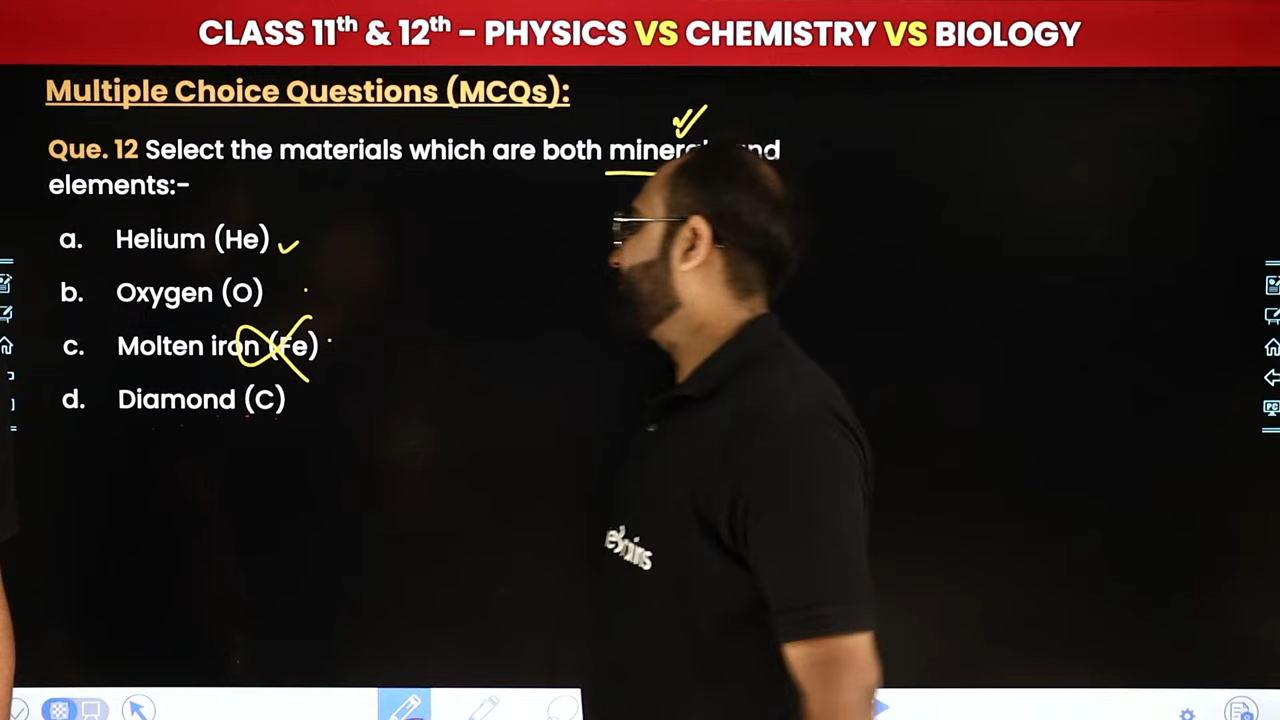 CLASS 11th & 12th - PHYSICS VS CHEMISTRY VS BIOLOGY
Multiple Choice Questions (MCQs):
Que. 12 Select the materials which are both
elements:-
a. Helium (He)
b. Oxygen (O)
c. Molten iron (Fe)
d. Diamond (C)